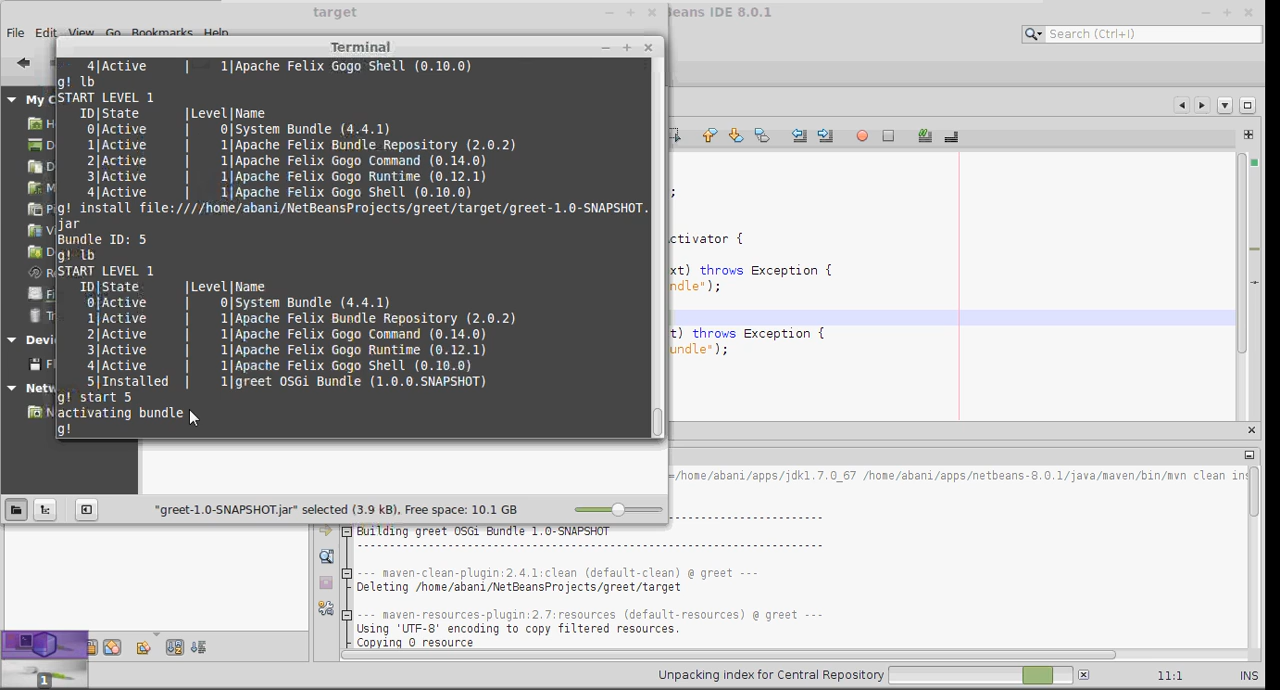 target
Beans IDE 8.0.1
File Edit View Go Bookmarks Help
Search (Ctrl+I)
Terminal
4|Active | 1|Apache Felix Gogo Shell (0.10.0)
g! lb
START LEVEL 1
ID|State |Level|Name
0|Active | 0|System Bundle (4.4.1)
1|Active | 1|Apache Felix Bundle Repository (2.0.2)
2|Active | 1|Apache Felix Gogo Command (0.14.0)
3|Active | 1|Apache Felix Gogo Runtime (0.12.1)
4|Active | 1|Apache Felix Gogo Shell (0.10.0)
g! install file:////home/abani/NetBeansProjects/greet/target/greet-1.0-SNAPSHOT.
jar
Bundle ID: 5
g! lb
START LEVEL 1
ID|State |Level|Name
0|Active | 0|System Bundle (4.4.1)
1|Active | 1|Apache Felix Bundle Repository (2.0.2)
2|Active | 1|Apache Felix Gogo Command (0.14.0)
3|Active | 1|Apache Felix Gogo Runtime (0.12.1)
4|Active | 1|Apache Felix Gogo Shell (0.10.0)
5|Installed | 1|greet OSGi Bundle (1.0.0.SNAPSHOT)
g! start 5
activating bundle
g!
My C
H
D
D
M
Pi
Vi
D
R
Fi
Tr
Devi
Fi
Netw
N
;
ctivator {
xt) throws Exception {
ndle");
t) throws Exception {
undle");
"greet-1.0-SNAPSHOT.jar" selected (3.9 kB), Free space: 10.1 GB
=/home/abani/apps/jdk1.7.0_67 /home/abani/apps/netbeans-8.0.1/java/maven/bin/mvn clean ins
------------------------------------------------------------------------
Building greet OSGi Bundle 1.0-SNAPSHOT
------------------------------------------------------------------------
--- maven-clean-plugin:2.4.1:clean (default-clean) @ greet ---
Deleting /home/abani/NetBeansProjects/greet/target
--- maven-resources-plugin:2.7:resources (default-resources) @ greet ---
Using 'UTF-8' encoding to copy filtered resources.
Copying 0 resource
1
Unpacking index for Central Repository
11:1
INS